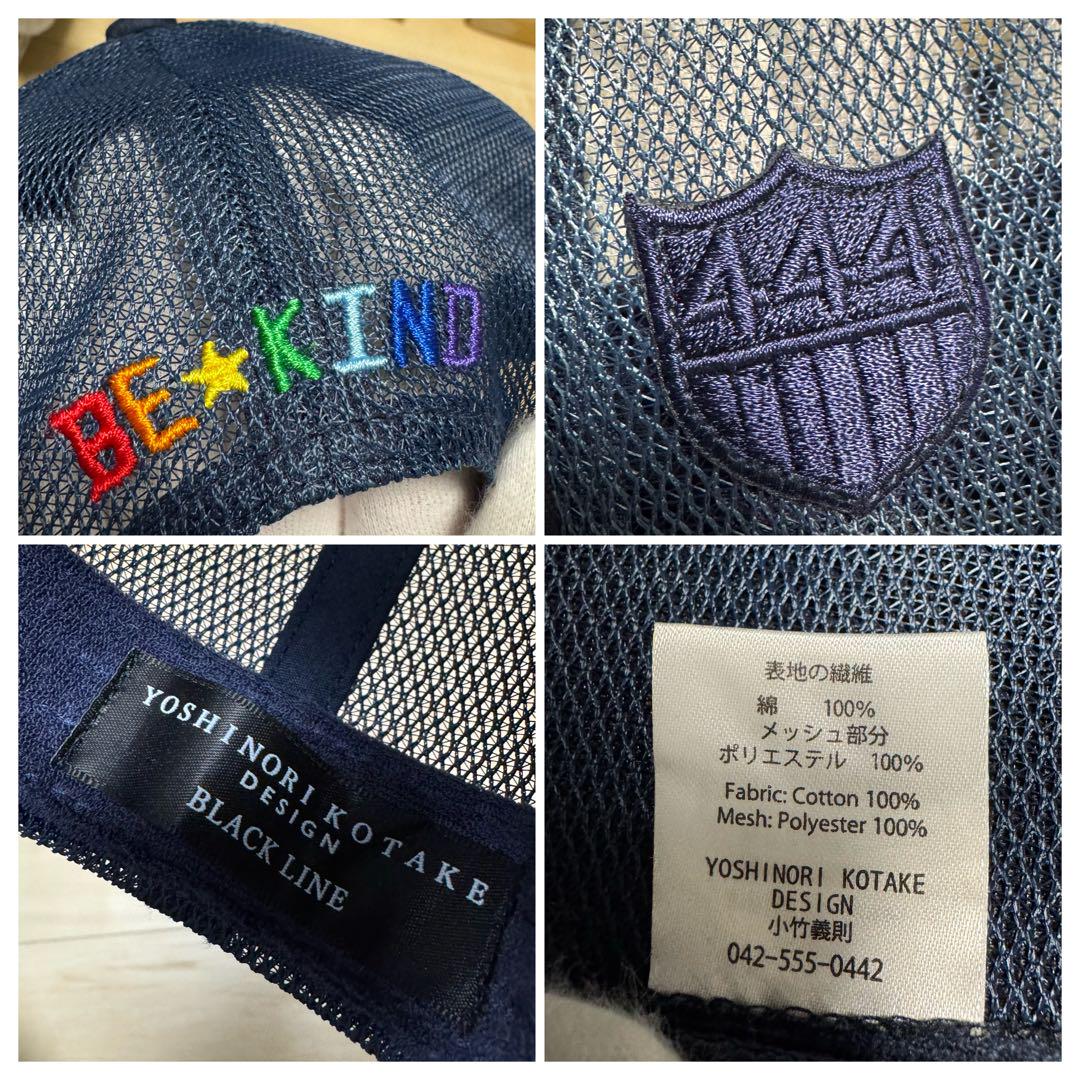 BE★KIND
444
YOSHINORI KOTAKE
DESIGN
BLACK LINE
表地の繊維
綿 100%
メッシュ部分
ポリエステル 100%
Fabric: Cotton 100%
Mesh: Polyester 100%
YOSHINORI KOTAKE
DESIGN
小竹義則
042-555-0442